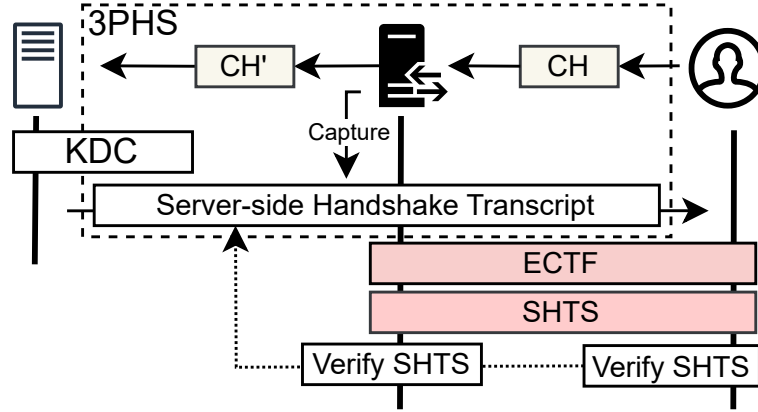 3PHS
CH'
CH
Capture
KDC
Server-side Handshake Transcript
ECTF
SHTS
Verify SHTS
Verify SHTS